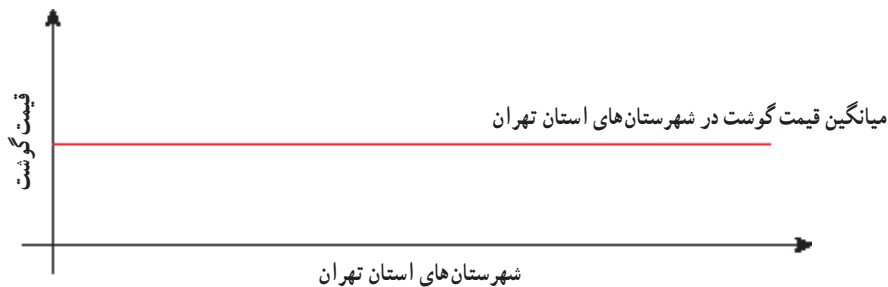 میانگین قیمت گوشت در شهرستان‌های استان تهران
قیمت گوشت
شهرستان‌های استان تهران